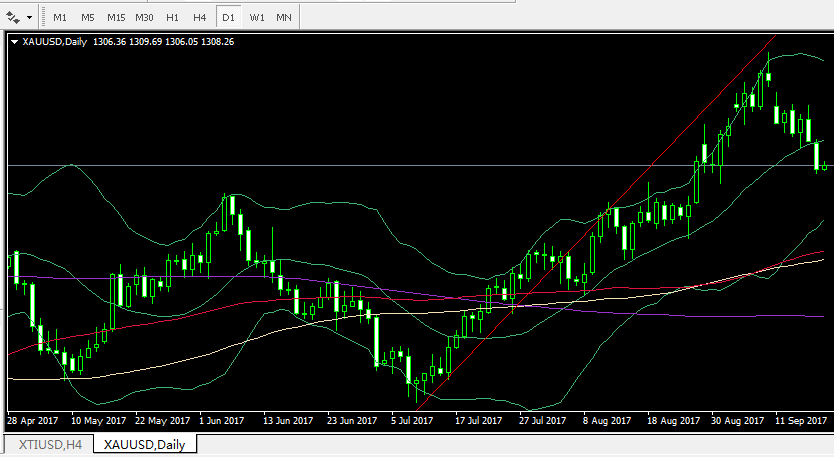 M1 M5 M15 M30 H1 H4 D1 W1 MN
XAUUSD,Daily 1306.36 1309.69 1306.05 1308.26
28 Apr 2017 10 May 2017 22 May 2017 1 Jun 2017 13 Jun 2017 23 Jun 2017 5 Jul 2017 17 Jul 2017 27 Jul 2017 8 Aug 2017 18 Aug 2017 30 Aug 2017 11 Sep 2017
XTIUSD,H4 XAUUSD,Daily